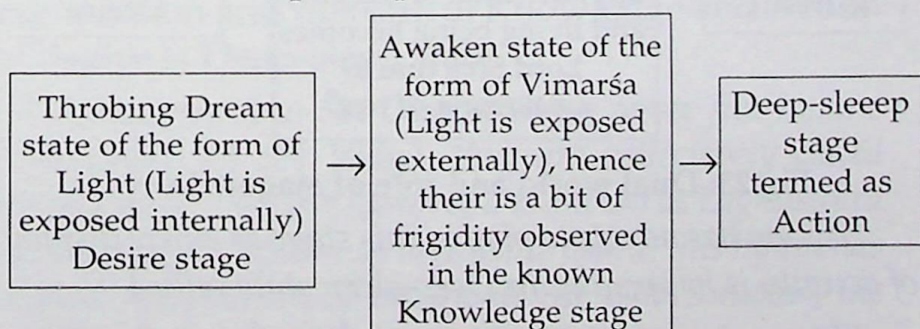 Throbing Dream
state of the form of
Light (Light is
exposed internally)
Desire stage
→
Awaken state of the
form of Vimarśa
(Light is exposed
externally), hence
their is a bit of
frigidity observed
in the known
Knowledge stage
→
Deep-sleeep
stage
termed as
Action